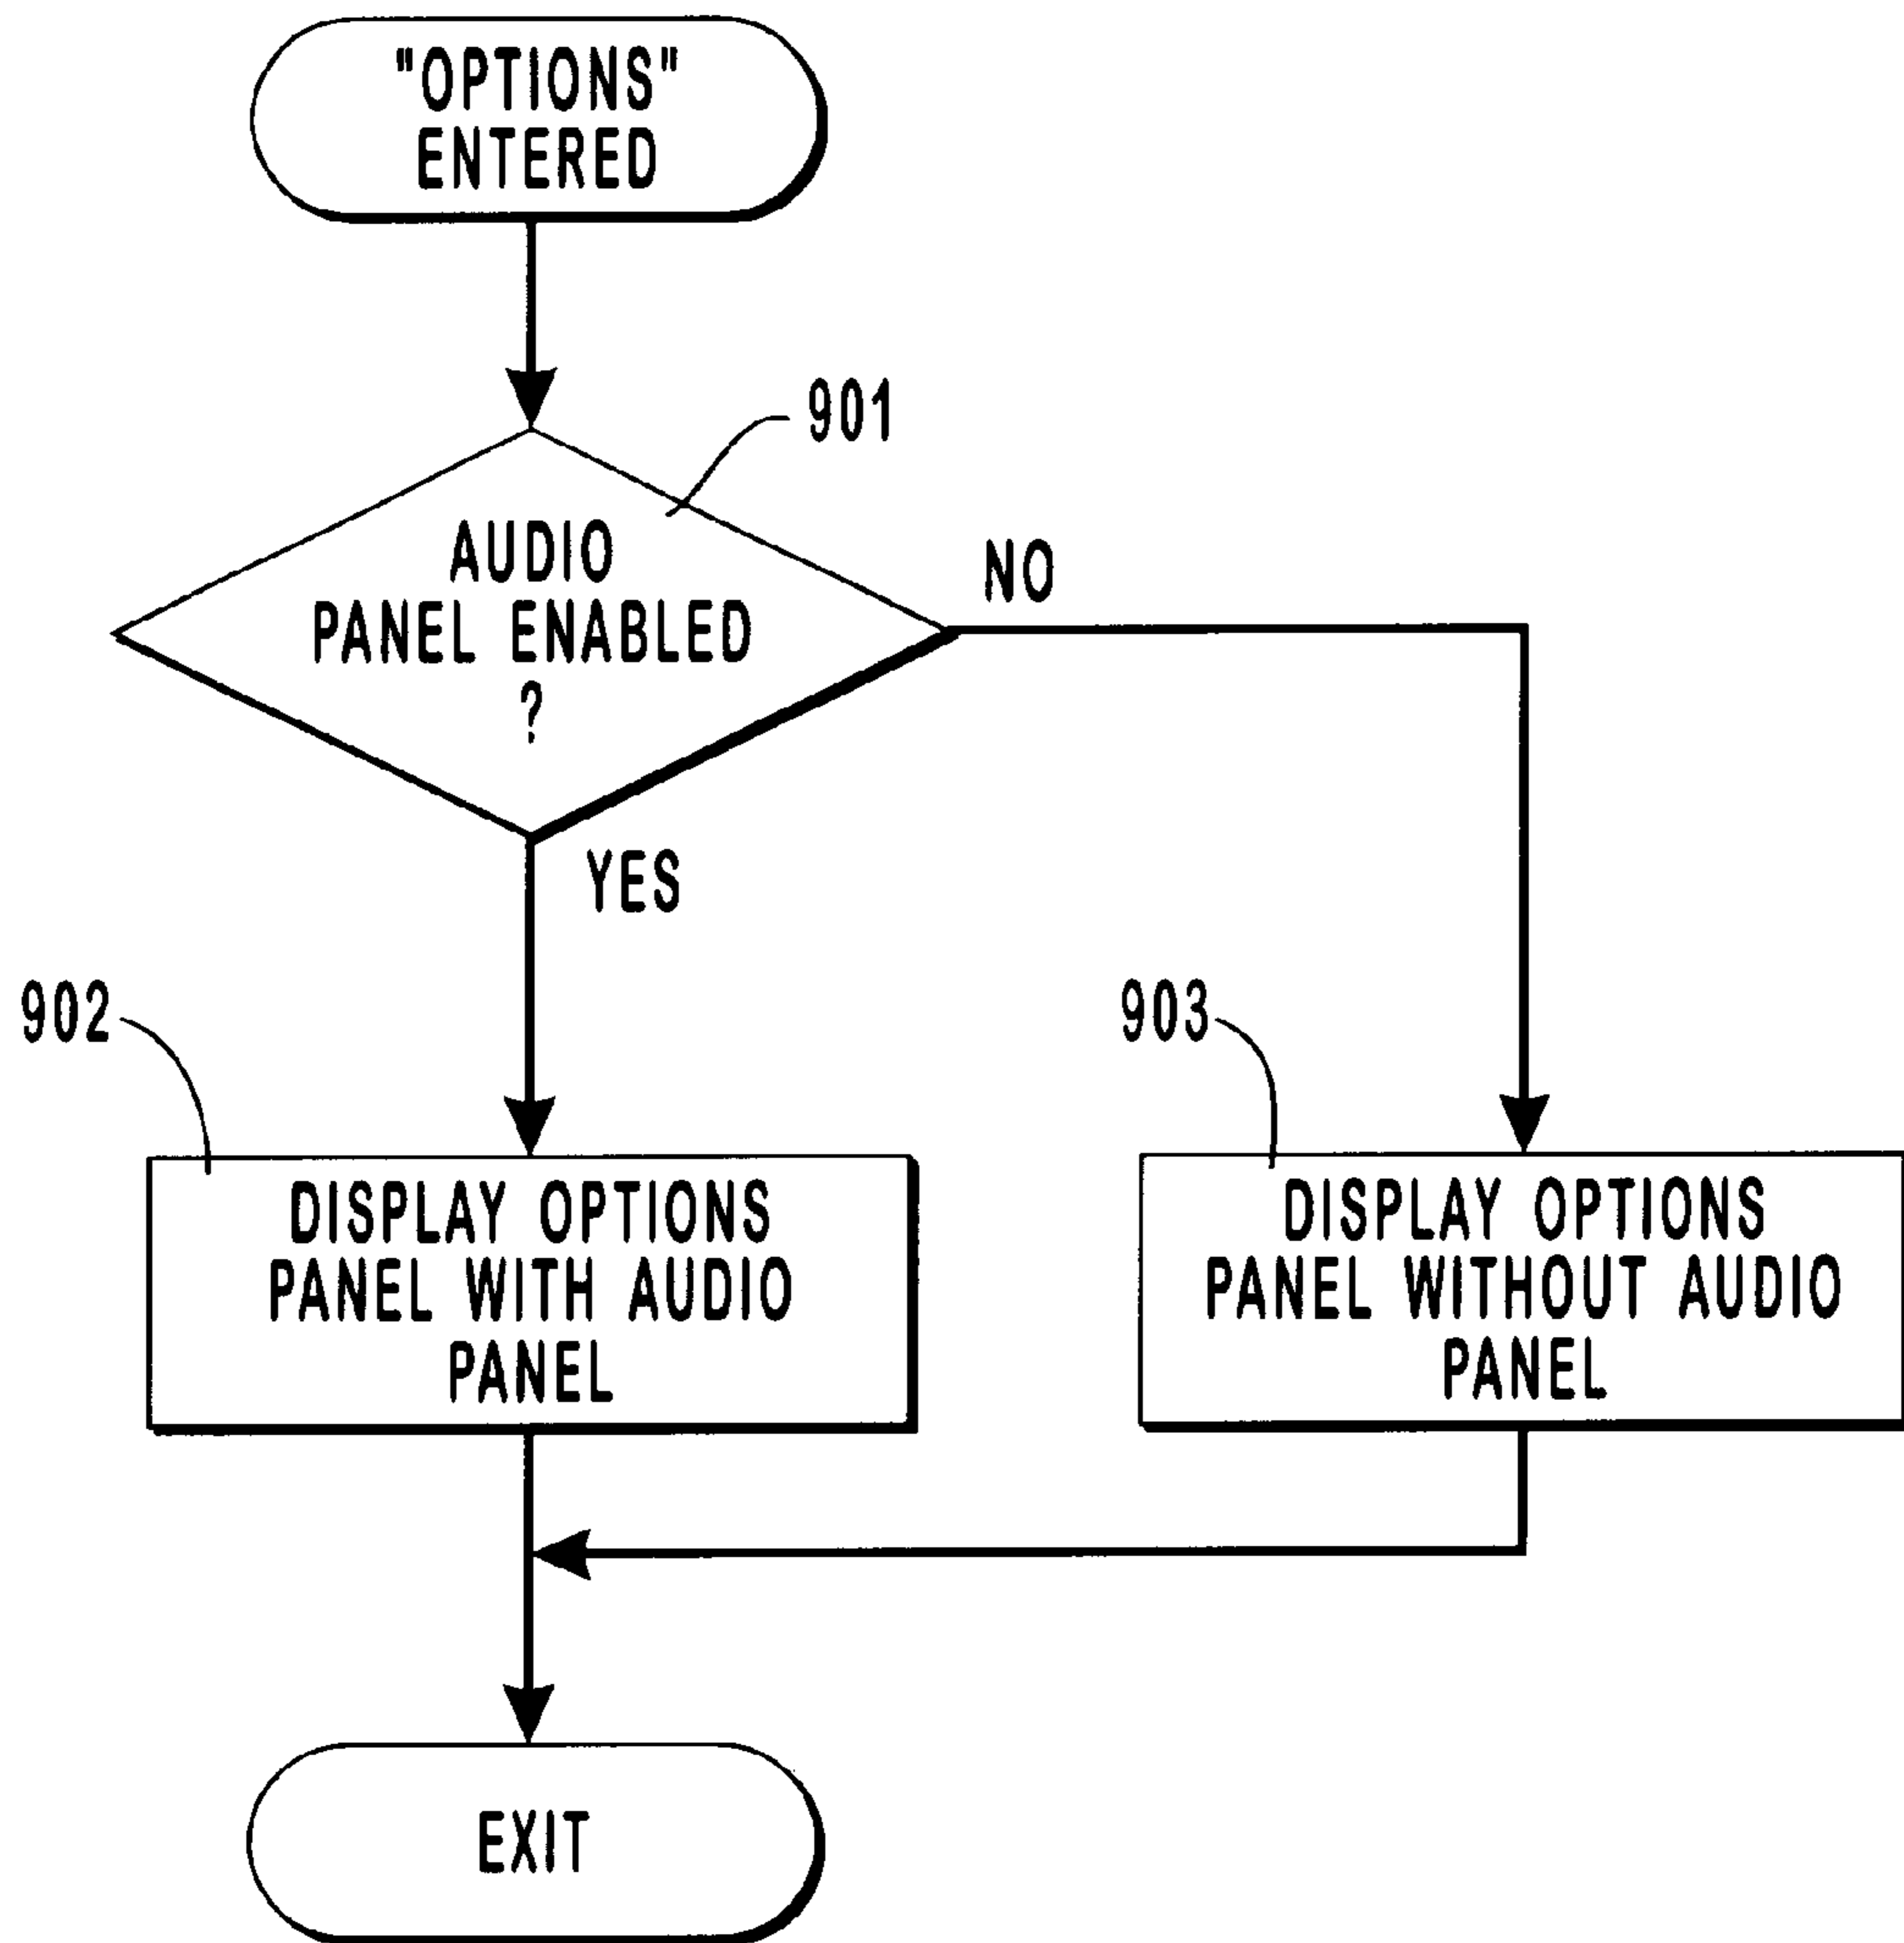 "OPTIONS"
ENTERED
901
AUDIO
PANEL ENABLED
?
NO
YES
902
DISPLAY OPTIONS
PANEL WITH AUDIO
PANEL
903
DISPLAY OPTIONS
PANEL WITHOUT AUDIO
PANEL
EXIT